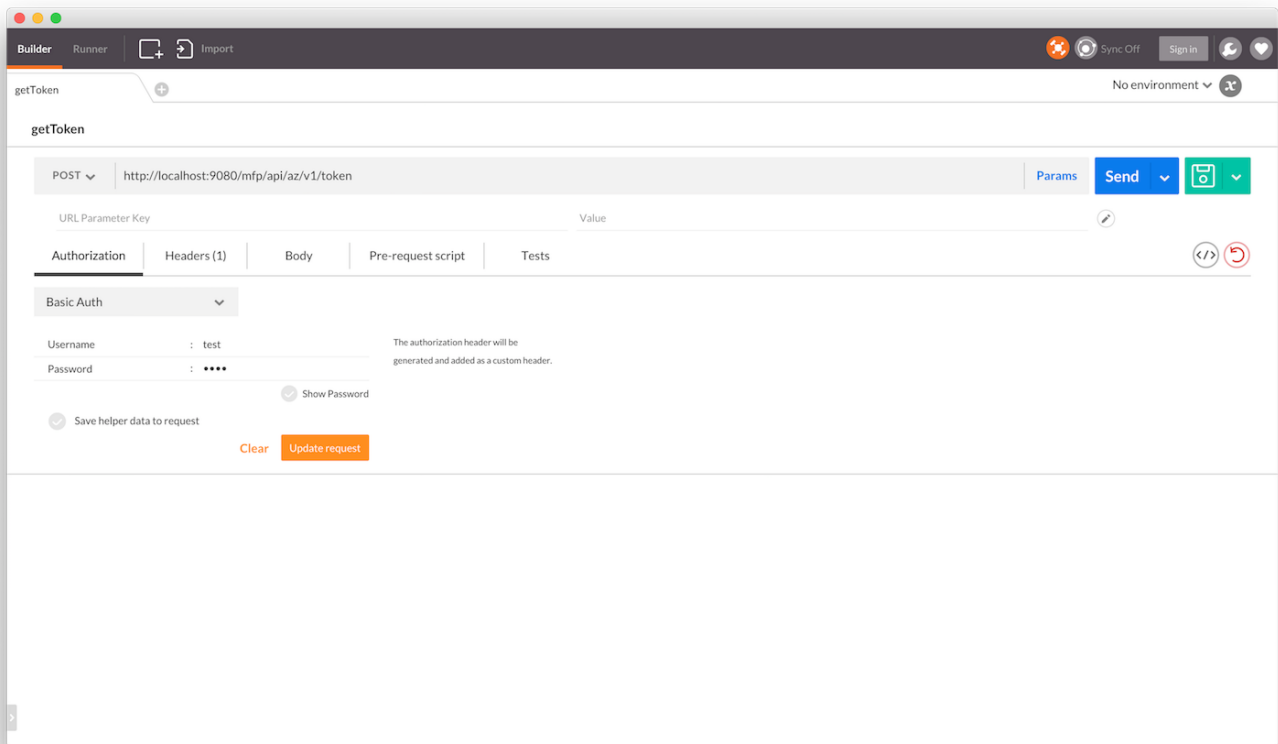 Builder Runner Import Sync Off Sign in
getToken No environment
getToken
POST http://localhost:9080/mfp/api/az/v1/token Params Send
URL Parameter Key Value
Authorization Headers (1) Body Pre-request script Tests </>
Basic Auth
Username : test
The authorization header will be
generated and added as a custom header.
Password : ••••
Show Password
Save helper data to request
Clear Update request